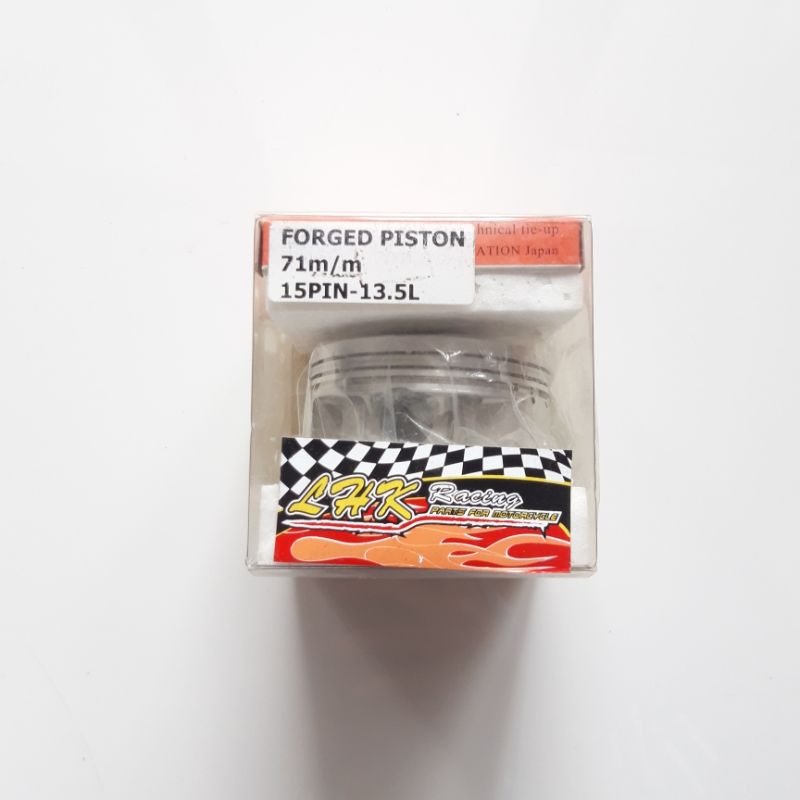 FORGED PISTON
71m/m
15PIN-13.5L
hnical tie-up
ATION Japan
LHK Racing
PARTS FOR MOTORCYCLE